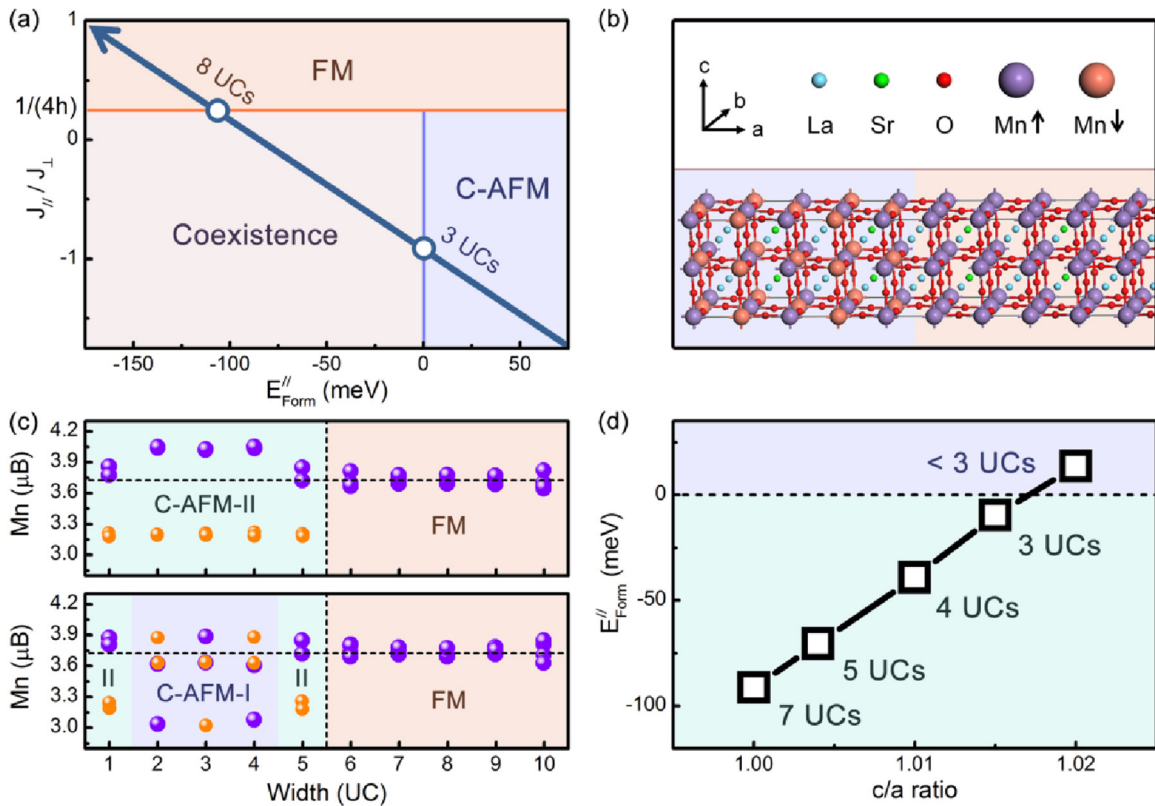 (a)
1
1/(4h)
0
-1
J// / J⊥
FM
8 UCs
C-AFM
Coexistence
3 UCs
-150 -100 -50 0 50
E//Form (meV)
(b)
c
b
a
La Sr O Mn↑ Mn↓
(c)
4.2
3.9
3.6
3.3
3.0
Mn (μB)
C-AFM-II
FM
4.2
3.9
3.6
3.3
3.0
Mn (μB)
II
C-AFM-I
II
FM
1 2 3 4 5 6 7 8 9 10
Width (UC)
(d)
0
-50
-100
E//Form (meV)
< 3 UCs
3 UCs
4 UCs
5 UCs
7 UCs
1.00 1.01 1.02
c/a ratio